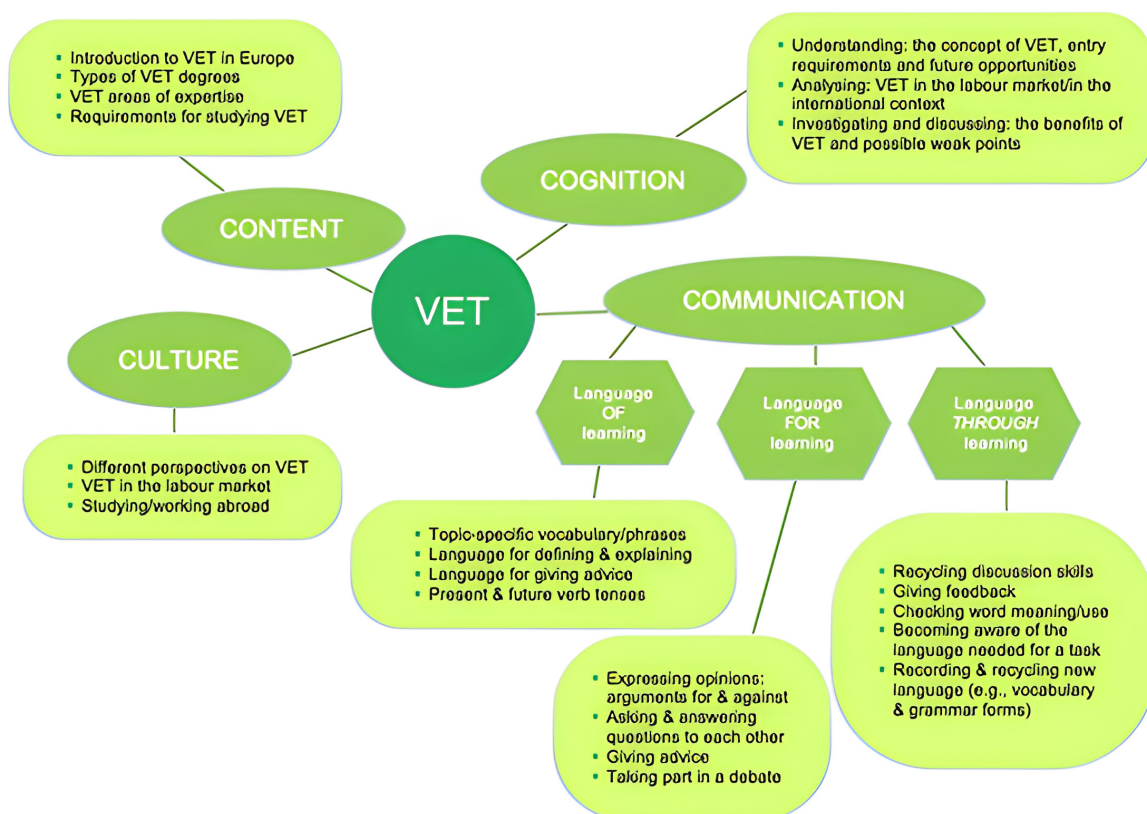 Introduction to VET in Europe
Types of VET degrees
VET areas of expertise
Requirements for studying VET
Understanding: the concept of VET, entry
requirements and future opportunities
Analysing: VET in the labour market/in the
international context
Investigating and discussing: the benefits of
VET and possible weak points
COGNITION
CONTENT
VET
COMMUNICATION
CULTURE
Language
OF
learning
Language
FOR
learning
Language
THROUGH
learning
Different perspectives on VET
VET in the labour market
Studying/working abroad
Topic-specific vocabulary/phrases
Language for defining & explaining
Language for giving advice
Present & future verb tenses
Expressing opinions:
arguments for & against
Asking & answering
questions to each other
Giving advice
Taking part in a debate
Recycling discussion skills
Giving feedback
Checking word meaning/use
Becoming aware of the
language needed for a task
Recording & recycling new
language (e.g., vocabulary
& grammar forms)